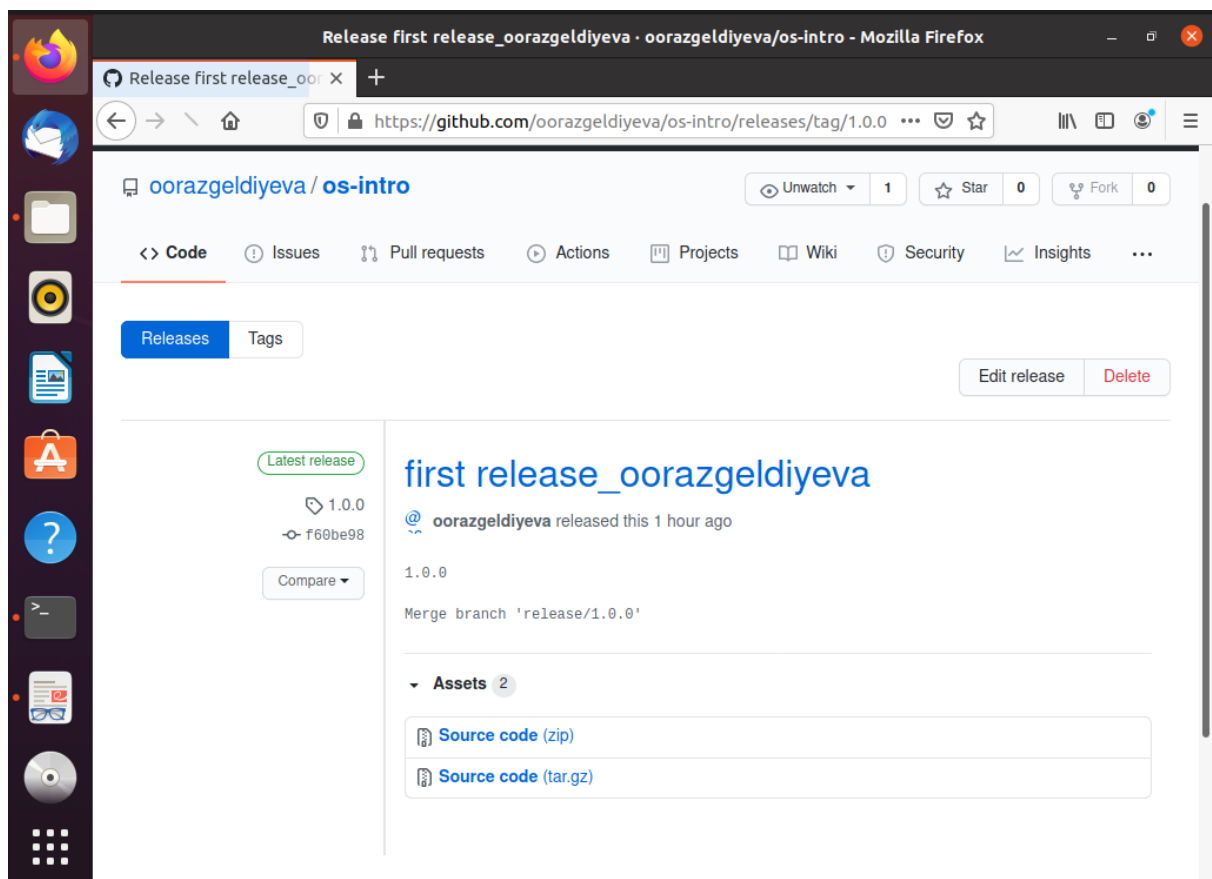 Release first release_oorazgeldiyeva · oorazgeldiyeva/os-intro - Mozilla Firefox
Release first release_oor
https://github.com/oorazgeldiyeva/os-intro/releases/tag/1.0.0
oorazgeldiyeva / os-intro
Unwatch 1 Star 0 Fork 0
Code Issues Pull requests Actions Projects Wiki Security Insights ...
Releases Tags
Edit release Delete
Latest release
1.0.0
f60be98
Compare
first release_oorazgeldiyeva
oorazgeldiyeva released this 1 hour ago
1.0.0
Merge branch 'release/1.0.0'
Assets 2
Source code (zip)
Source code (tar.gz)